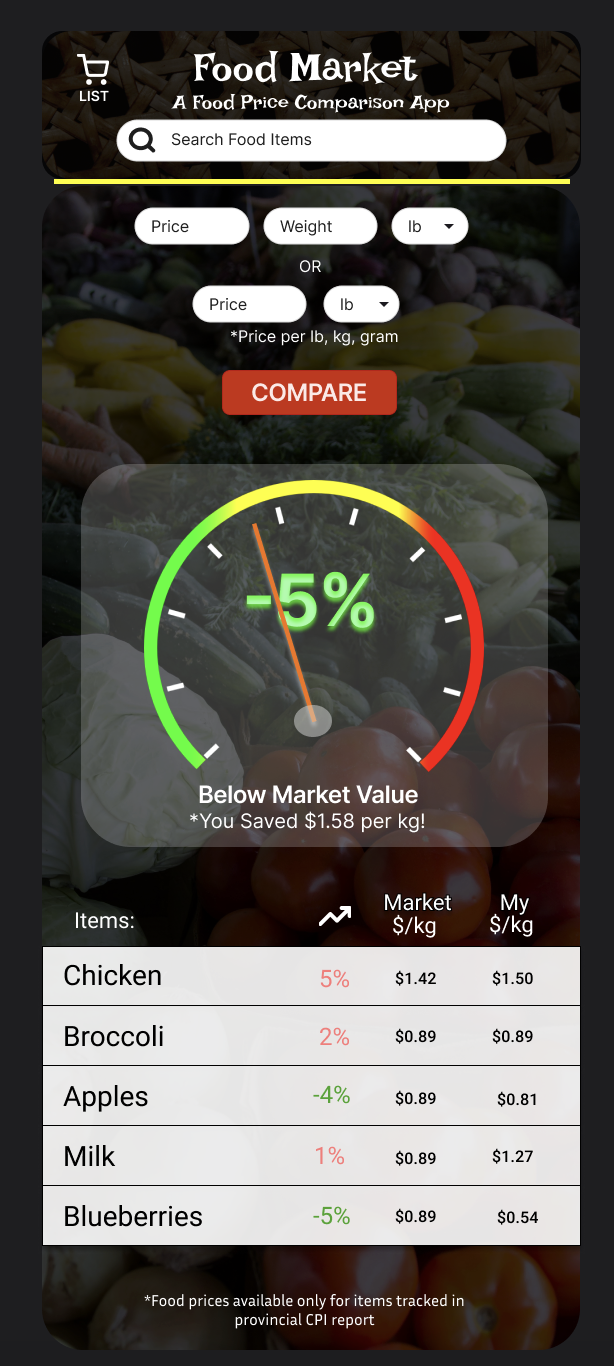 LIST
Food Market
A Food Price Comparison App
Search Food Items
Price Weight lb
OR
Price lb
*Price per lb, kg, gram
COMPARE
-5%
Below Market Value
*You Saved $1.58 per kg!
Items: Market $/kg My $/kg
Chicken 5% $1.42 $1.50
Broccoli 2% $0.89 $0.89
Apples -4% $0.89 $0.81
Milk 1% $0.89 $1.27
Blueberries -5% $0.89 $0.54
*Food prices available only for items tracked in
provincial CPI report